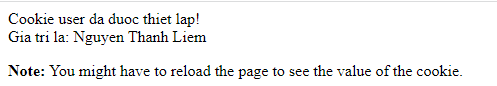 Cookie user da duoc thiet lap!
Gia tri la: Nguyen Thanh Liem
Note: You might have to reload the page to see the value of the cookie.